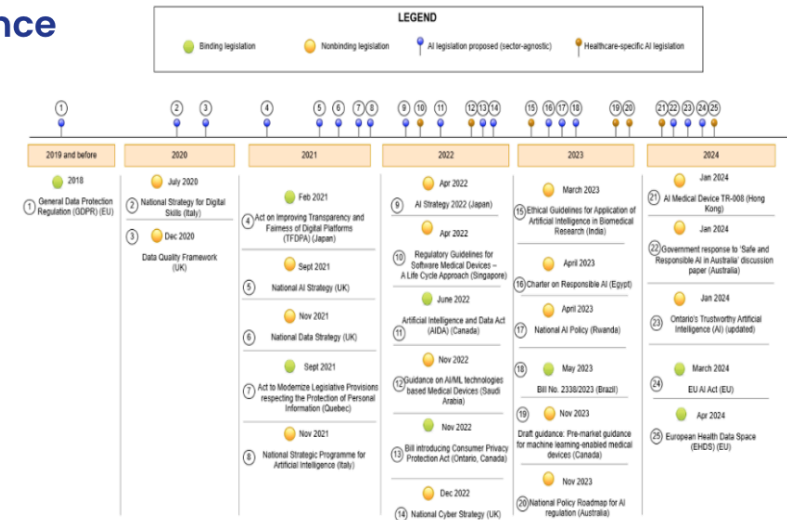 nce
LEGEND
Binding legislation
Nonbinding legislation
AI legislation proposed (sector-agnostic)
Healthcare-specific AI legislation
1 2 3 4 5 6 7 8 9 10 11 12 13 14 15 16 17 18 19 20 21 22 23 24 25
2019 and before
2020
2021
2022
2023
2024
2018
1 General Data Protection
Regulation (GDPR) (EU)
July 2020
2 National Strategy for Digital
Skills (Italy)
3 Dec 2020
Data Quality Framework
(UK)
Feb 2021
4 Act on Improving Transparency and
Fairness of Digital Platforms
(TFDPA) (Japan)
Sept 2021
5 National AI Strategy (UK)
Nov 2021
6 National Data Strategy (UK)
Sept 2021
7 Act to Modernize Legislative Provisions
respecting the Protection of Personal
Information (Quebec)
Nov 2021
8 National Strategic Programme for
Artificial Intelligence (Italy)
Apr 2022
9 AI Strategy 2022 (Japan)
Apr 2022
10 Regulatory Guidelines for
Software Medical Devices –
A Life Cycle Approach (Singapore)
June 2022
Artificial Intelligence and Data Act
11 (AIDA) (Canada)
Nov 2022
12 Guidance on AI/ML technologies
based Medical Devices (Saudi
Arabia)
Nov 2022
13 Bill introducing Consumer Privacy
Protection Act (Ontario, Canada)
Dec 2022
14 National Cyber Strategy (UK)
March 2023
15 Ethical Guidelines for Application of
Artificial Intelligence in Biomedical
Research (India)
April 2023
16 Charter on Responsible AI (Egypt)
April 2023
17 National AI Policy (Rwanda)
18 May 2023
Bill No. 2338/2023 (Brazil)
19 Nov 2023
Draft guidance: Pre-market guidance
for machine learning-enabled medical
devices (Canada)
Nov 2023
20 National Policy Roadmap for AI
regulation (Australia)
Jan 2024
21 AI Medical Device TR-008 (Hong
Kong)
Jan 2024
22 Government response to 'Safe and
Responsible AI in Australia' discussion
paper (Australia)
Jan 2024
23 Ontario's Trustworthy Artificial
Intelligence (AI) (updated)
March 2024
24 EU AI Act (EU)
Apr 2024
25 European Health Data Space
(EHDS) (EU)